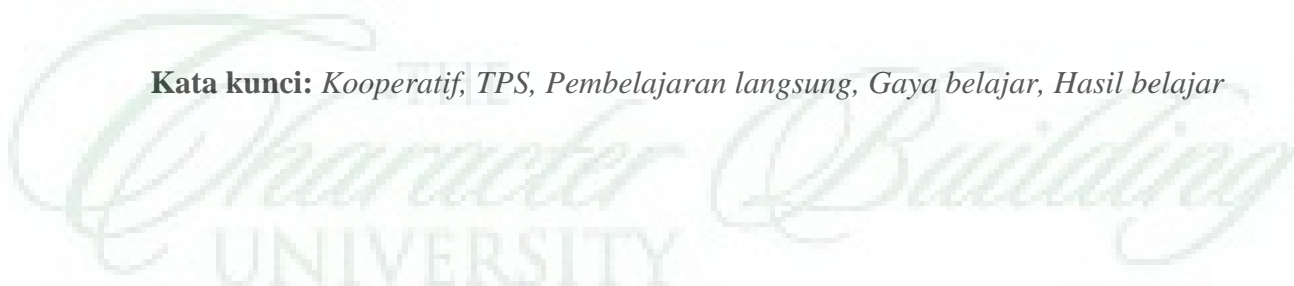 Kata kunci: Kooperatif, TPS, Pembelajaran langsung, Gaya belajar, Hasil belajar
THE
Character Building
UNIVERSITY